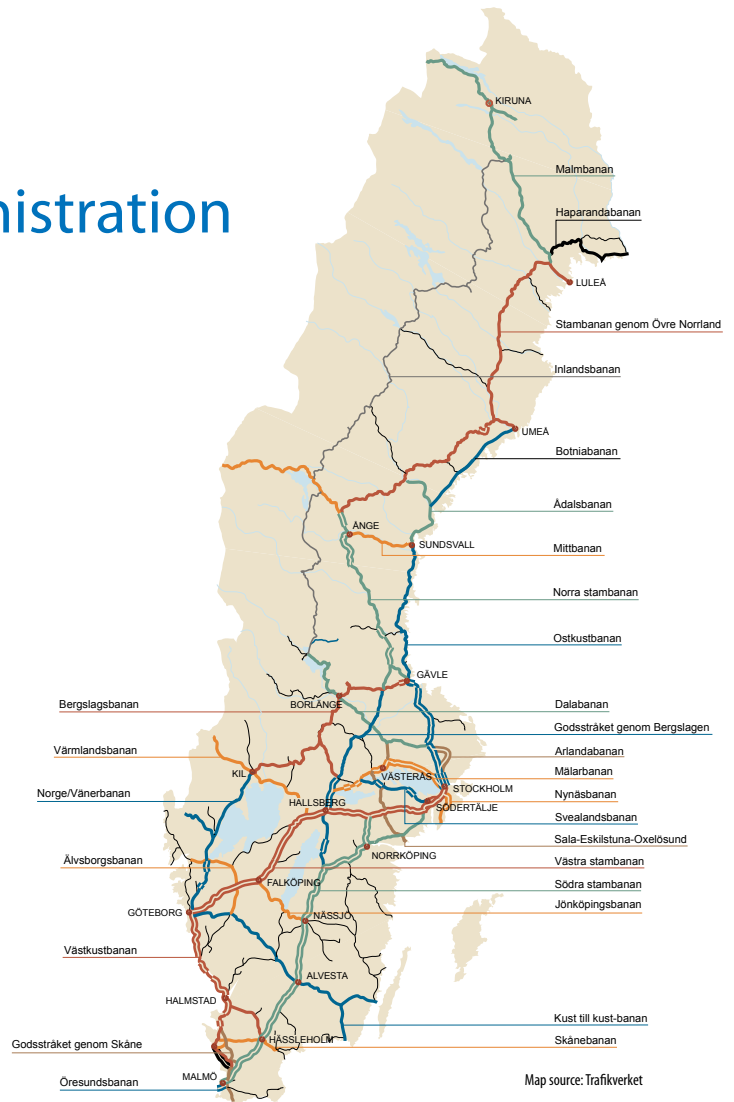 nistration
KIRUNA
Malmbanan
Haparandabanan
LULEÅ
Stambanan genom Övre Norrland
Inlandsbanan
UMEÅ
Botniabanan
Ådalsbanan
ÅNGE
SUNDSVALL
Mittbanan
Norra stambanan
Ostkustbanan
GÄVLE
Bergslagsbanan
BORLÄNGE
Dalabanan
Godsstråket genom Bergslagen
Värmlandsbanan
Arlandabanan
KIL
VÄSTERÅS
Mälarbanan
Norge/Vänerbanan
STOCKHOLM
Nynäsbanan
HALLSBERG
SÖDERTÄLJE
Svealandsbanan
Sala-Eskilstuna-Oxelösund
NORRKÖPING
Älvsborgsbanan
Västra stambanan
FALKÖPING
Södra stambanan
GÖTEBORG
NÄSSJÖ
Jönköpingsbanan
Västkustbanan
ALVESTA
HALMSTAD
Kust till kust-banan
Godsstråket genom Skåne
HÄSSLEHOLM
Skånebanan
MALMÖ
Öresundsbanan
Map source: Trafikverket